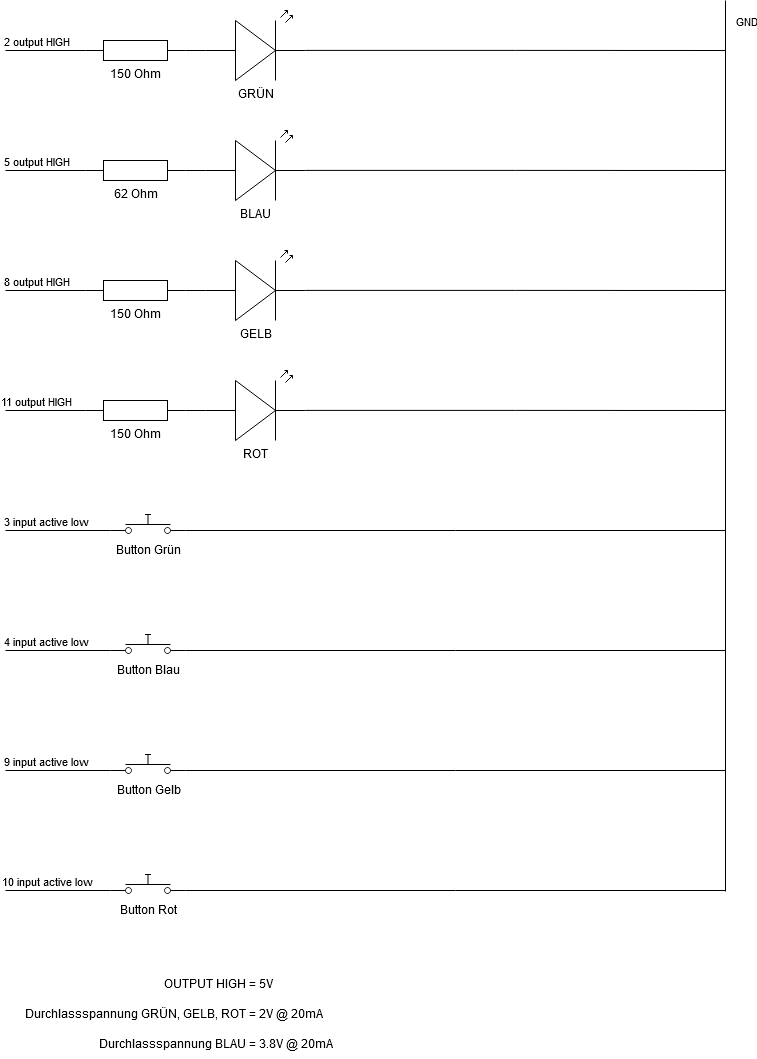 GND
2 output HIGH
150 Ohm
GRÜN
5 output HIGH
62 Ohm
BLAU
8 output HIGH
150 Ohm
GELB
11 output HIGH
150 Ohm
ROT
3 input active low
Button Grün
4 input active low
Button Blau
9 input active low
Button Gelb
10 input active low
Button Rot
OUTPUT HIGH = 5V
Durchlassspannung GRÜN, GELB, ROT = 2V @ 20mA
Durchlassspannung BLAU = 3.8V @ 20mA